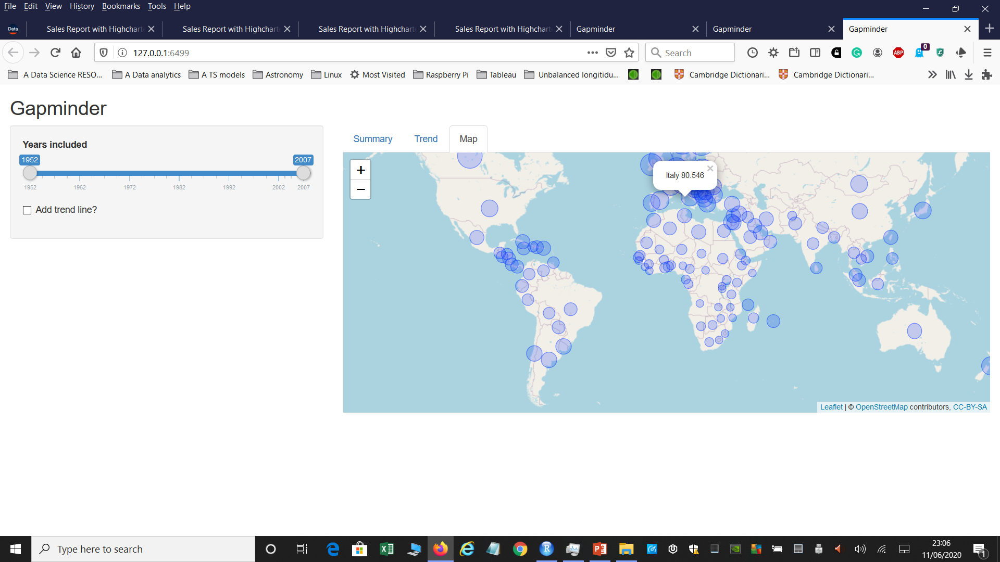 File Edit View History Bookmarks Tools Help
Data Sales Report with Highchart Sales Report with Highchart Sales Report with Highchart Sales Report with Highchart Gapminder Gapminder Gapminder
127.0.0.1:6499 Search ABP 0
A Data Science RESO... A Data analytics A TS models Astronomy Linux Most Visited Raspberry Pi Tableau Unbalanced longitidu... Cambridge Dictionari... Cambridge Dictionari...
Gapminder
Years included
1952 2007
1952 1962 1972 1982 1992 2002 2007
Add trend line?
Summary Trend Map
+
−
Italy 80.546 ×
Leaflet | © OpenStreetMap contributors, CC-BY-SA
Type here to search
23:06
11/06/2020
1